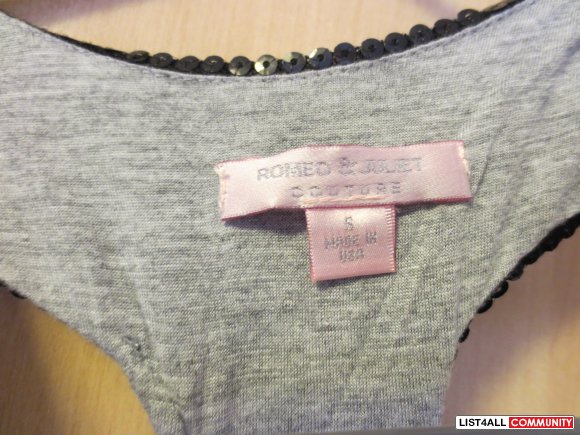 ROMEO & JULIET
COUTURE
S
MADE IN
USA
LIST4ALL COMMUNITY